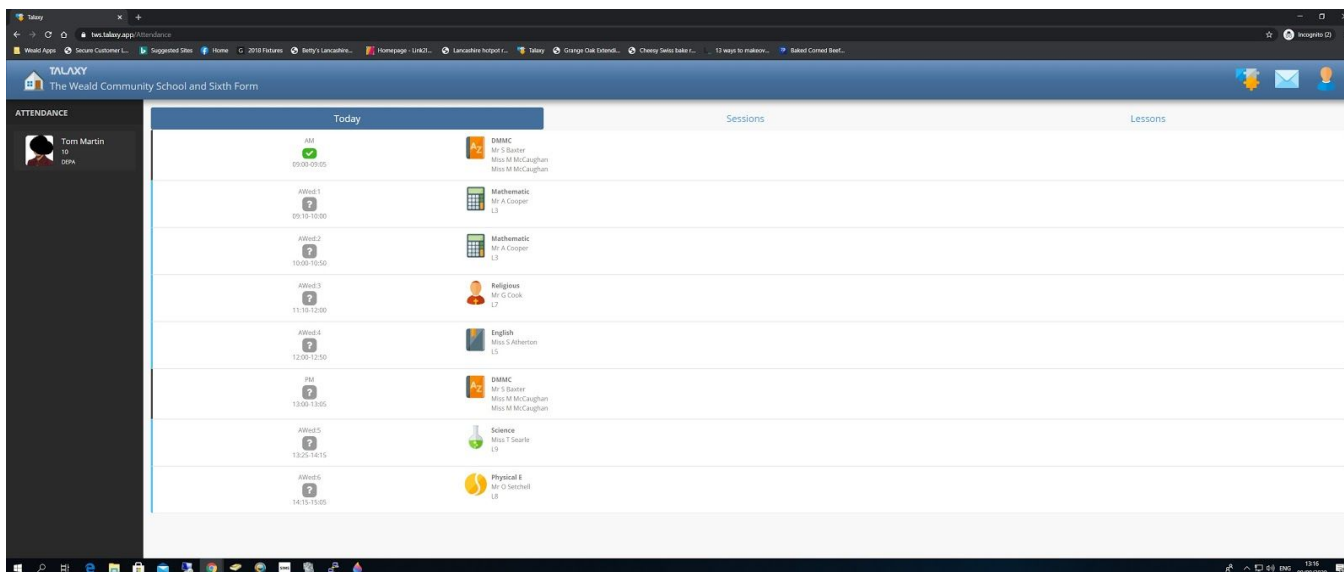 Talaxy
tws.talaxy.app/Attendance
Incognito (2)
Weald Apps Secure Customer L... Suggested Sites Home 2010 Fixtures Betty's Lancashire... Homepage - Link2I... Lancashire hotpot r... Talaxy Grange Oak Extendi... Cheesy Swiss bake r... 13 ways to makeov... Baked Corned Beef...
TALAXY
The Weald Community School and Sixth Form
ATTENDANCE
Tom Martin
10
DEPA
Today Sessions Lessons
AM
09:00-09:05
DMMC
Mr S Baxter
Miss M McCaughan
Miss M McCaughan
AWed:1
?
09:10-10:00
Mathematic
Mr A Cooper
L3
AWed:2
?
10:00-10:50
Mathematic
Mr A Cooper
L3
AWed:3
?
11:10-12:00
Religious
Mr G Cook
L7
AWed:4
?
12:00-12:50
English
Miss S Atherton
L5
PM
?
13:00-13:05
DMMC
Mr S Baxter
Miss M McCaughan
Miss M McCaughan
AWed:5
?
13:25-14:15
Science
Miss T Searle
L9
AWed:6
?
14:15-15:05
Physical E
Mr O Setchell
L8
ENG
13:16